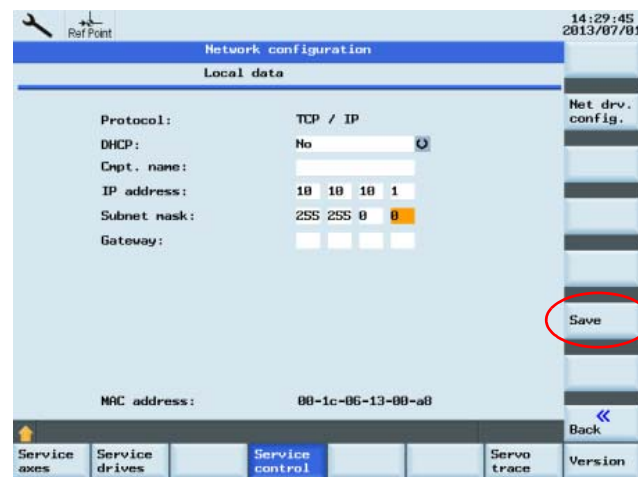 Ref Point
14:29:45
2013/07/01
Network configuration
Local data
Net drv.
config.
Protocol: TCP / IP
DHCP: No
Cmpt. name:
IP address: 10 10 10 1
Subnet mask: 255 255 0 0
Gateway:
Save
MAC address: 00-1c-06-13-00-a8
Back
Service axes
Service drives
Service control
Servo trace
Version